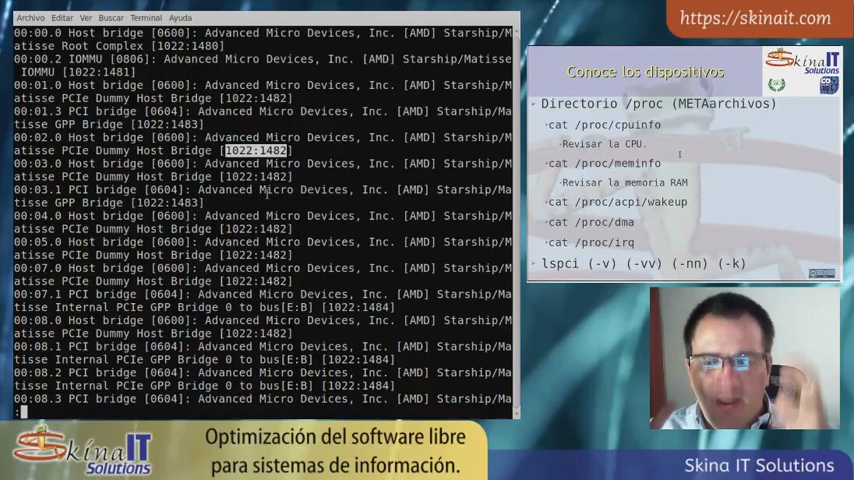 Archivo Editar Ver Buscar Terminal Ayuda
00:00.0 Host bridge [0600]: Advanced Micro Devices, Inc. [AMD] Starship/M
atisse Root Complex [1022:1480]
00:00.2 IOMMU [0806]: Advanced Micro Devices, Inc. [AMD] Starship/Matisse
 IOMMU [1022:1481]
00:01.0 Host bridge [0600]: Advanced Micro Devices, Inc. [AMD] Starship/M
atisse PCIe Dummy Host Bridge [1022:1482]
00:01.3 PCI bridge [0604]: Advanced Micro Devices, Inc. [AMD] Starship/Ma
tisse GPP Bridge [1022:1483]
00:02.0 Host bridge [0600]: Advanced Micro Devices, Inc. [AMD] Starship/M
atisse PCIe Dummy Host Bridge [1022:1482]
00:03.0 Host bridge [0600]: Advanced Micro Devices, Inc. [AMD] Starship/M
atisse PCIe Dummy Host Bridge [1022:1482]
00:03.1 PCI bridge [0604]: Advanced Micro Devices, Inc. [AMD] Starship/Ma
tisse GPP Bridge [1022:1483]
00:04.0 Host bridge [0600]: Advanced Micro Devices, Inc. [AMD] Starship/M
atisse PCIe Dummy Host Bridge [1022:1482]
00:05.0 Host bridge [0600]: Advanced Micro Devices, Inc. [AMD] Starship/M
atisse PCIe Dummy Host Bridge [1022:1482]
00:07.0 Host bridge [0600]: Advanced Micro Devices, Inc. [AMD] Starship/M
atisse PCIe Dummy Host Bridge [1022:1482]
00:07.1 PCI bridge [0604]: Advanced Micro Devices, Inc. [AMD] Starship/Ma
tisse Internal PCIe GPP Bridge 0 to bus[E:B] [1022:1484]
00:08.0 Host bridge [0600]: Advanced Micro Devices, Inc. [AMD] Starship/M
atisse PCIe Dummy Host Bridge [1022:1482]
00:08.1 PCI bridge [0604]: Advanced Micro Devices, Inc. [AMD] Starship/Ma
tisse Internal PCIe GPP Bridge 0 to bus[E:B] [1022:1484]
00:08.2 PCI bridge [0604]: Advanced Micro Devices, Inc. [AMD] Starship/Ma
tisse Internal PCIe GPP Bridge 0 to bus[E:B] [1022:1484]
00:08.3 PCI bridge [0604]: Advanced Micro Devices, Inc. [AMD] Starship/Ma
:
https://skinait.com
Conoce los dispositivos
Skina IT
Solutions
Directorio /proc (METAarchivos)
cat /proc/cpuinfo
Revisar la CPU.
cat /proc/meminfo
Revisar la memoria RAM
cat /proc/acpi/wakeup
cat /proc/dma
cat /proc/irq
lspci (-v) (-vv) (-nn) (-k)
Skina IT
Solutions
Optimización del software libre
para sistemas de información.
Skina IT Solutions